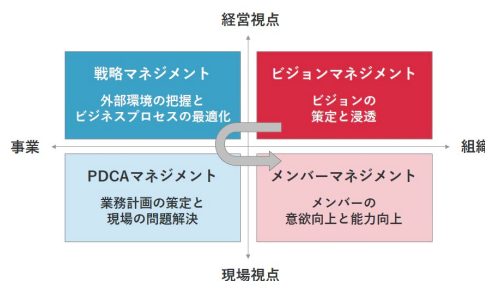 経営視点
戦略マネジメント
外部環境の把握と
ビジネスプロセスの最適化
ビジョンマネジメント
ビジョンの
策定と浸透
事業
組織
PDCAマネジメント
業務計画の策定と
現場の問題解決
メンバーマネジメント
メンバーの
意欲向上と能力向上
現場視点